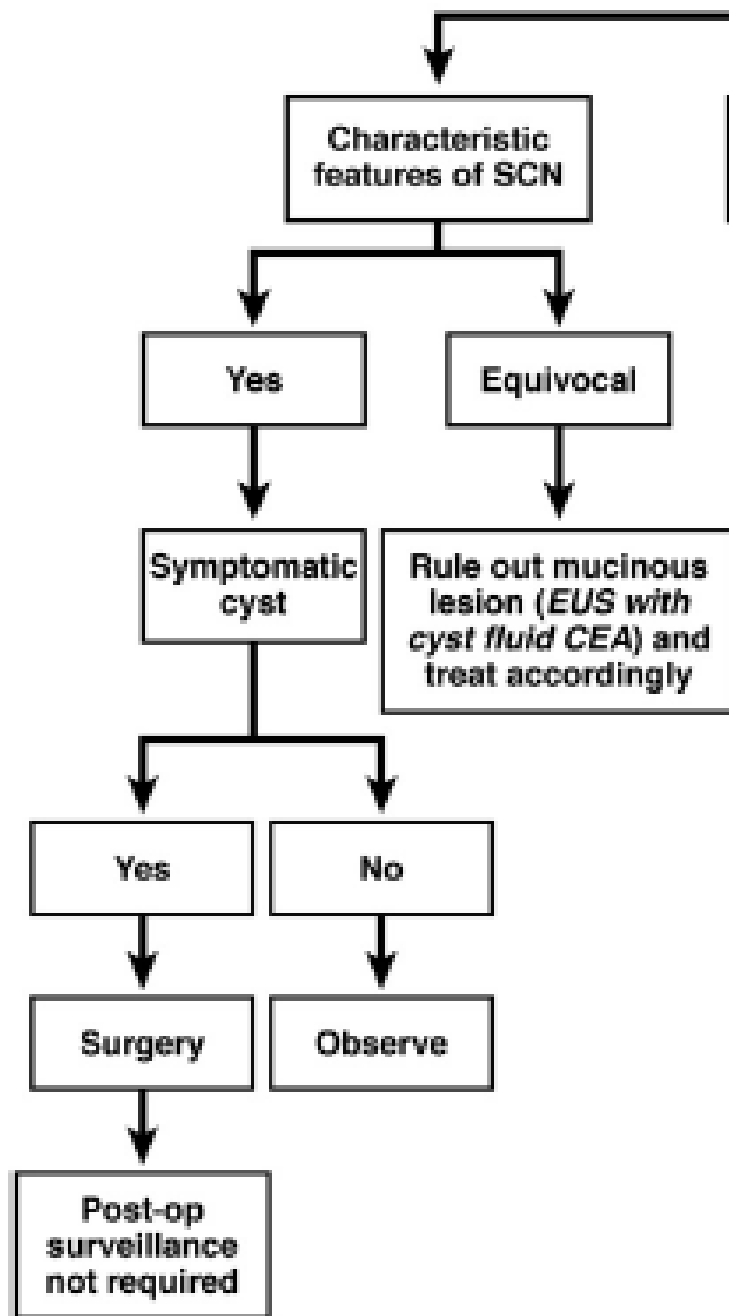 Characteristic
features of SCN
Yes
Equivocal
Symptomatic
cyst
Rule out mucinous
lesion (EUS with
cyst fluid CEA) and
treat accordingly
Yes
No
Surgery
Observe
Post-op
surveillance
not required